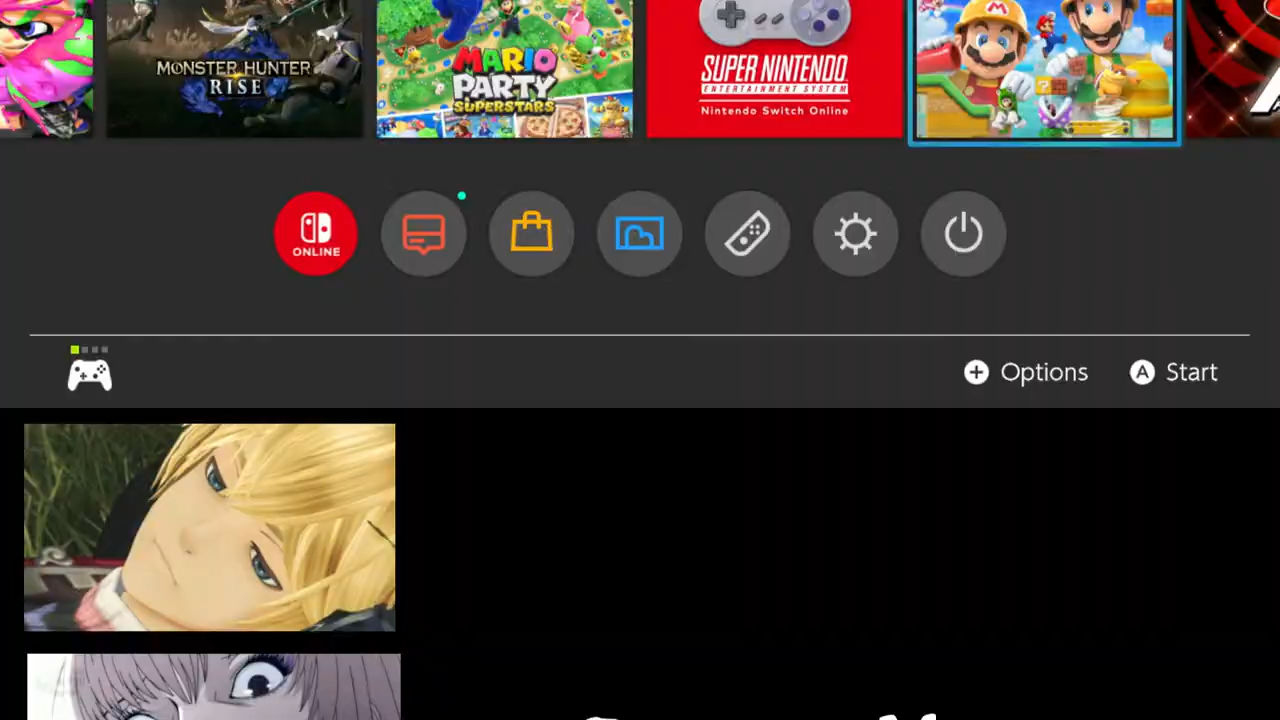 MONSTER HUNTER
RISE
MARIO
PARTY
SUPERSTARS
SUPER NINTENDO
ENTERTAINMENT SYSTEM
Nintendo Switch Online
ONLINE
Options
A Start